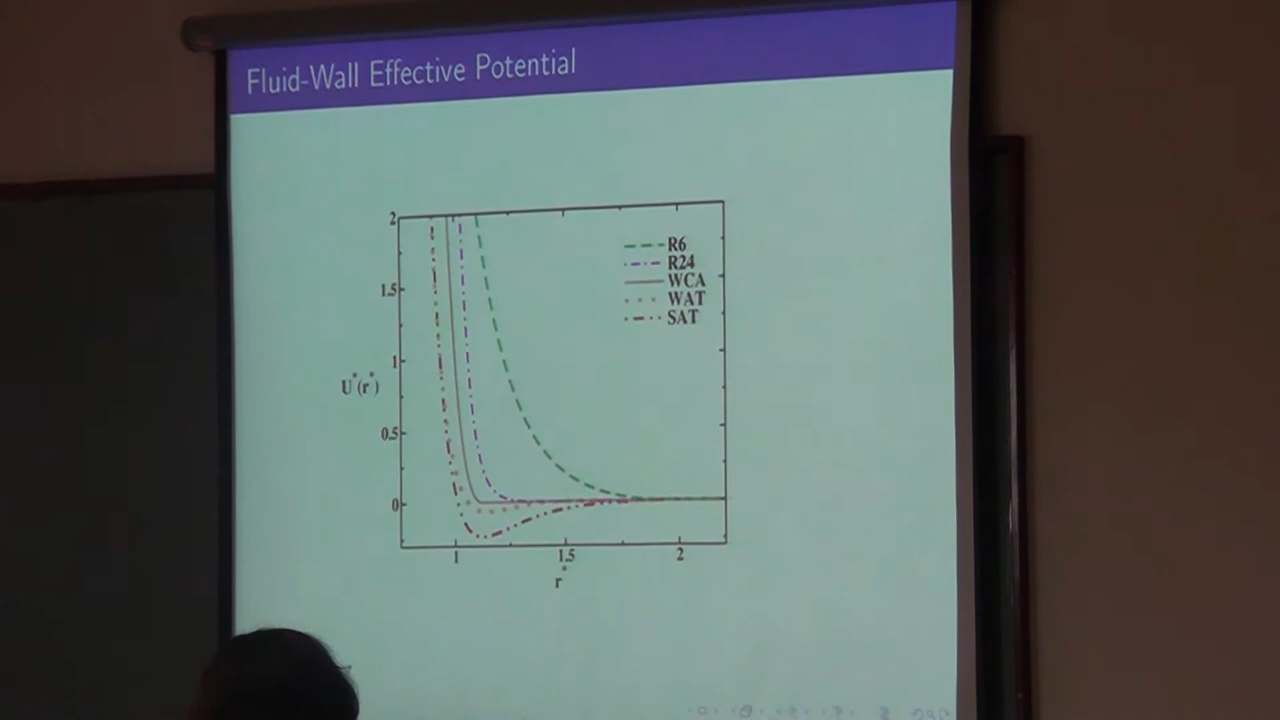 Fluid-Wall Effective Potential
2
R6
R24
WCA
WAT
SAT
1.5
1
U*(r*)
0.5
0
1
1.5
2
r*